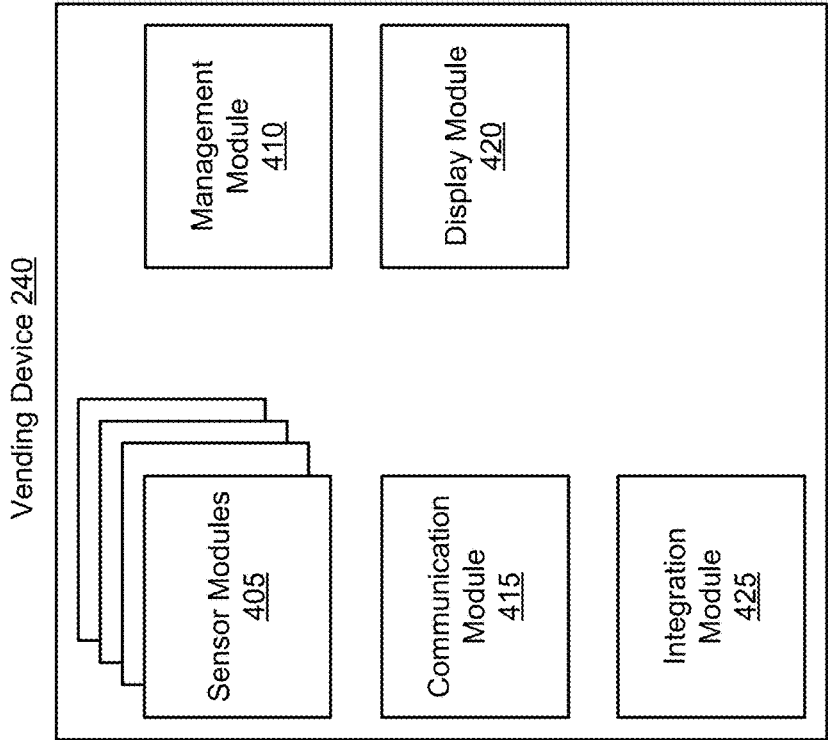 Vending Device 240
Sensor Modules
405
Management
Module
410
Communication
Module
415
Display Module
420
Integration
Module
425